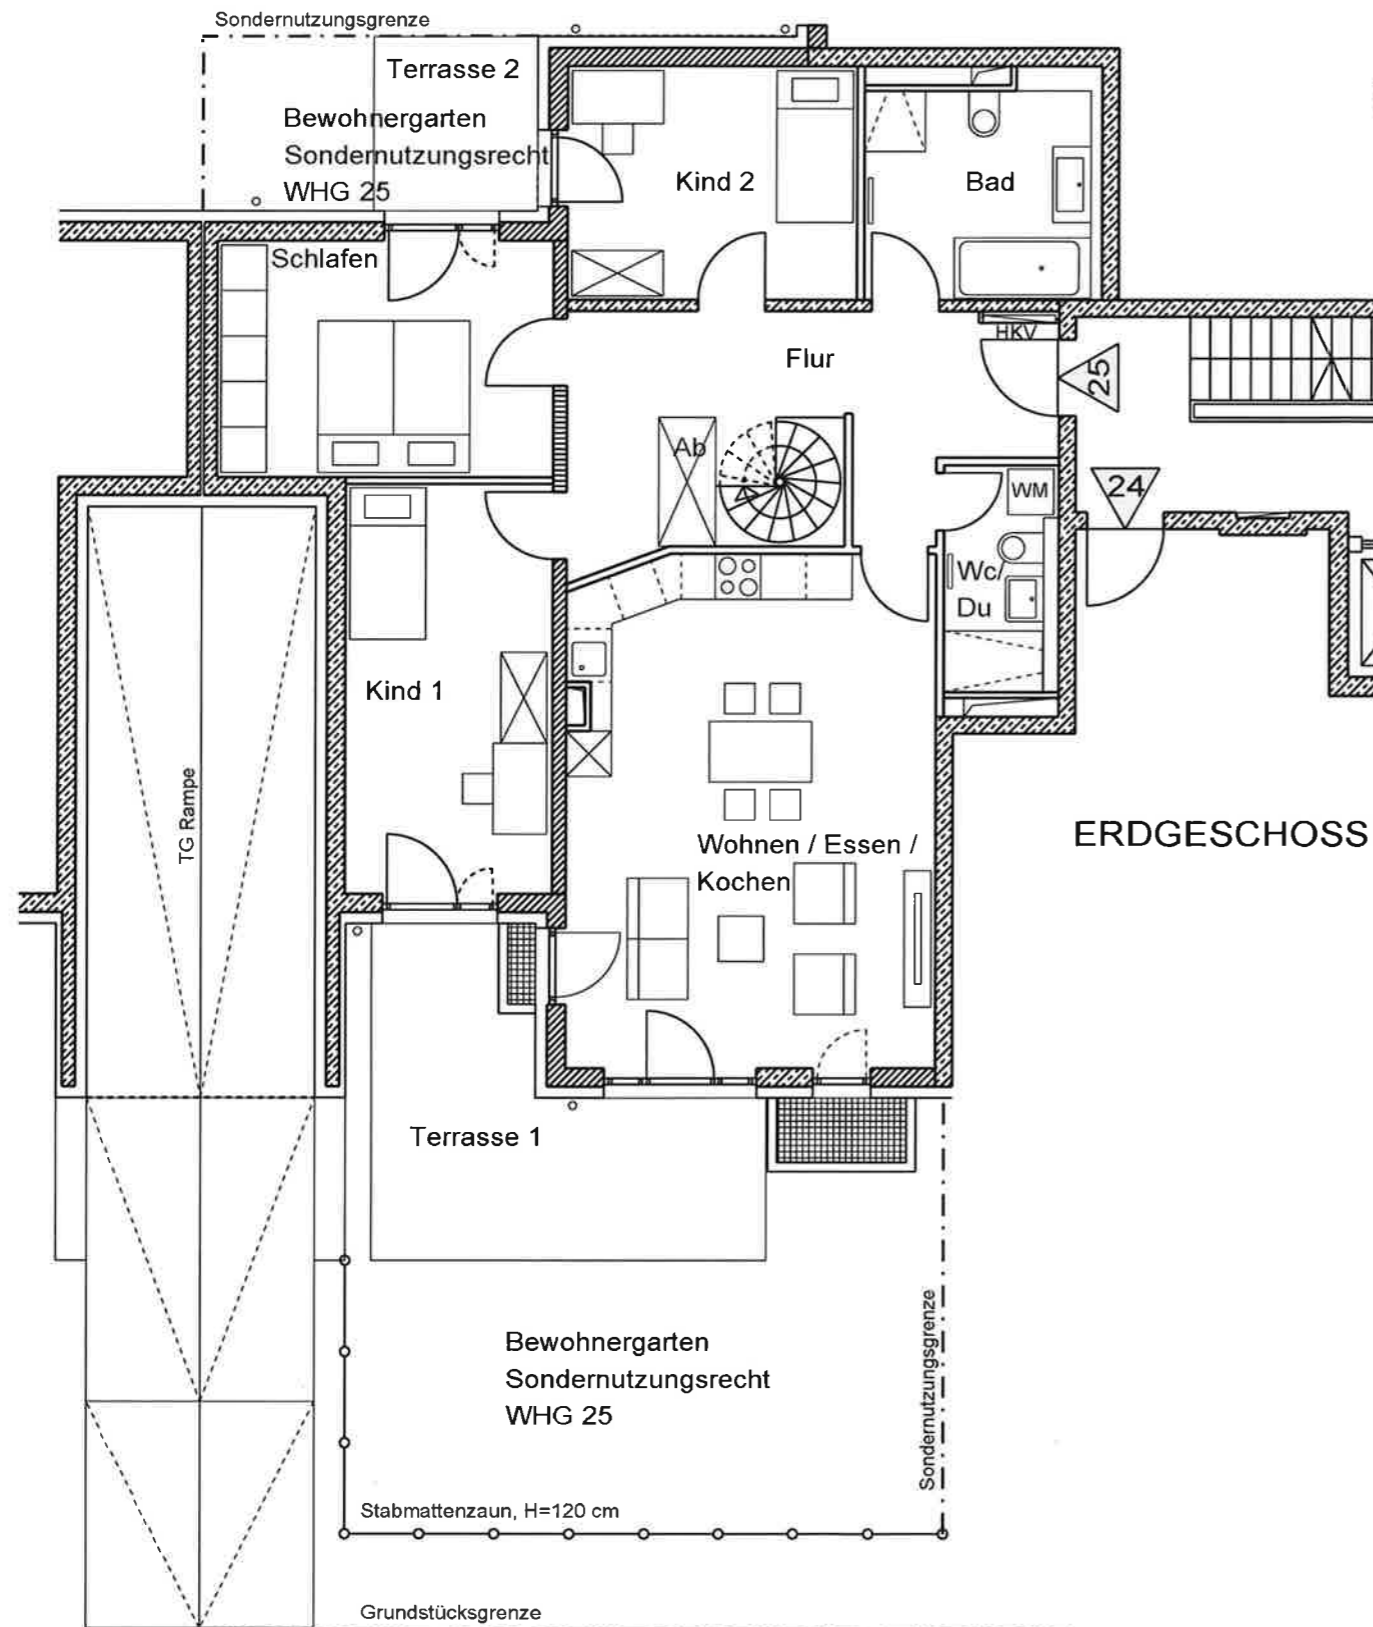 Sondernutzungsgrenze
Terrasse 2
Bewohnergarten
Sondernutzungsrecht
WHG 25
Kind 2
Bad
Schlafen
HKV
Flur
25
Ab
WM
24
Wc/
Du
Kind 1
TG Rampe
Wohnen / Essen /
Kochen
ERDGESCHOSS
Terrasse 1
Bewohnergarten
Sondernutzungsrecht
WHG 25
Sondernutzungsgrenze
Stabmattenzaun, H=120 cm
Grundstücksgrenze